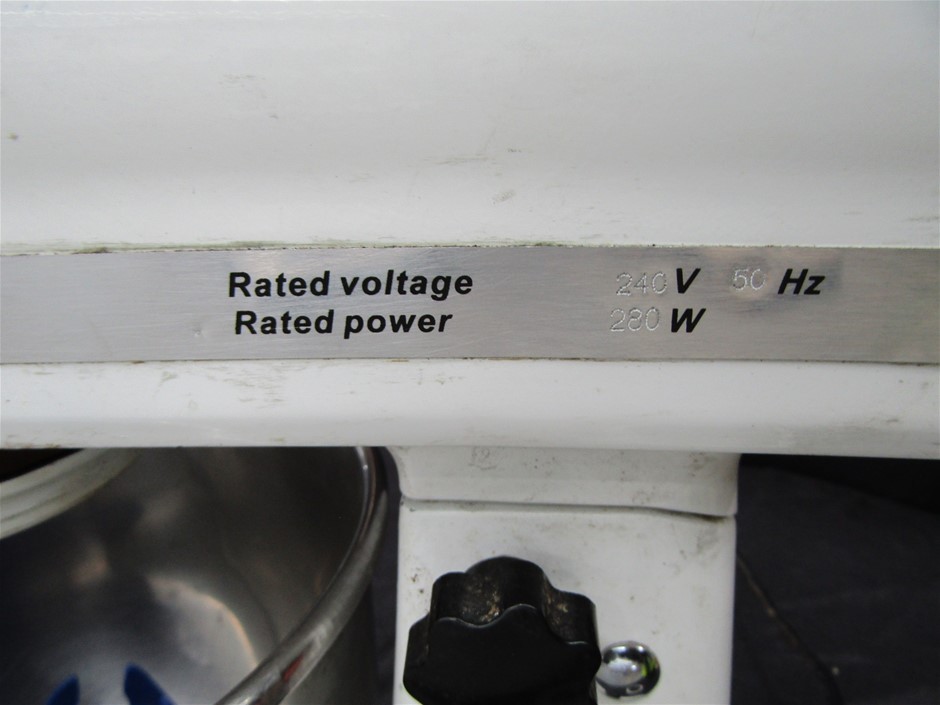 Rated voltage 240 V 50 Hz
Rated power 280 W